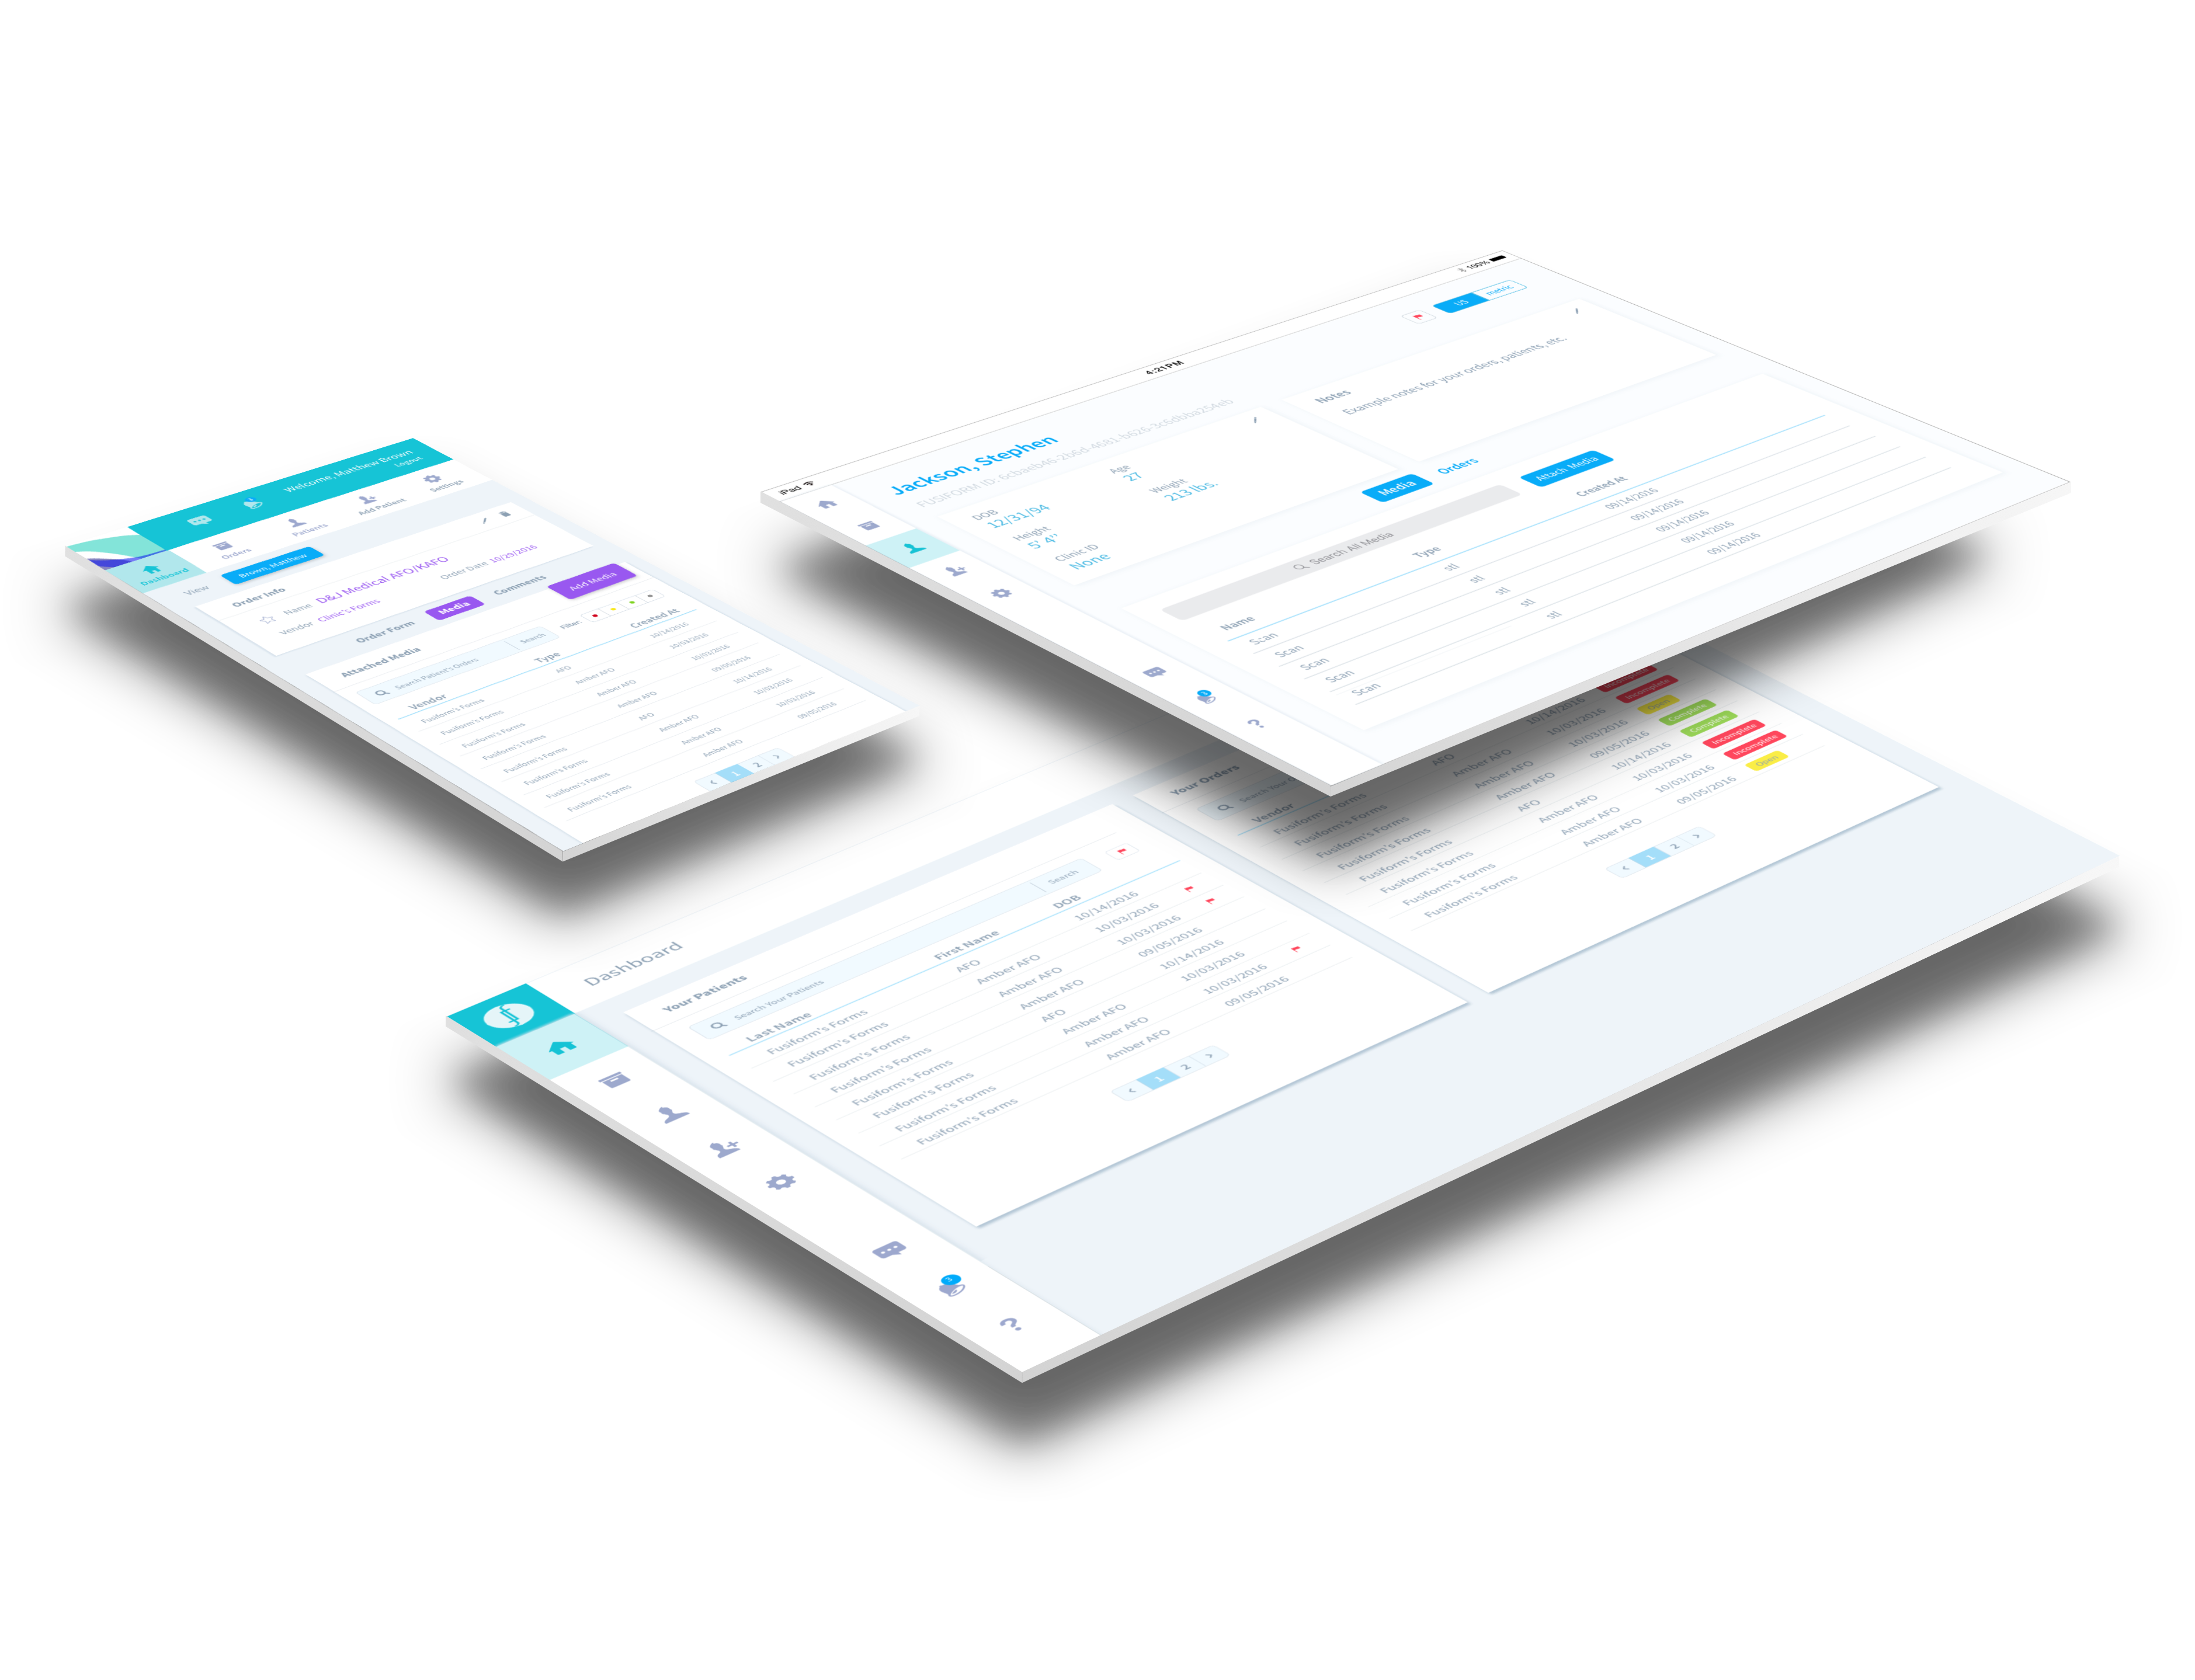 Welcome, Matthew Brown
Logout
Dashboard
Orders
Patients
Add Patient
Settings
View
Brown, Matthew
Order Info
Name D&J Medical AFO/KAFO
Vendor Clinic's Forms
Order Date 10/29/2016
Order Form
Media
Comments
Attached Media
Add Media
Search Patient's Orders
Search
Filter:
Vendor Type Created At
Fusiform's Forms AFO 10/14/2016
Fusiform's Forms Amber AFO 10/03/2016
Fusiform's Forms Amber AFO 10/03/2016
Fusiform's Forms Amber AFO 09/05/2016
Fusiform's Forms AFO 10/14/2016
Fusiform's Forms Amber AFO 10/03/2016
Fusiform's Forms Amber AFO 10/03/2016
Fusiform's Forms Amber AFO 09/05/2016
‹ 1 2 ›
iPad
4:21PM
100%
Jackson, Stephen
US
metric
DOB
12/31/94
Age
27
Height
5' 4"
Weight
213 lbs.
Clinic ID
None
Notes
Example notes for your orders, patients, etc.
Media
Orders
Search All Media
Attach Media
Name Type Created At
Scan stl 09/14/2016
Scan stl 09/14/2016
Scan stl 09/14/2016
Scan stl 09/14/2016
Scan stl 09/14/2016
3
?
Dashboard
Your Patients
Search Your Patients
Search
Last Name First Name DOB
Fusiform's Forms AFO 10/14/2016
Fusiform's Forms Amber AFO 10/03/2016
Fusiform's Forms Amber AFO 10/03/2016
Fusiform's Forms Amber AFO 09/05/2016
Fusiform's Forms AFO 10/14/2016
Fusiform's Forms Amber AFO 10/03/2016
Fusiform's Forms Amber AFO 10/03/2016
Fusiform's Forms Amber AFO 09/05/2016
‹ 1 2 ›
Your Orders
Search Your
Vendor
Fusiform's Forms AFO 10/14/2016 Incomplete
Fusiform's Forms Amber AFO 10/03/2016 Incomplete
Fusiform's Forms Amber AFO 10/03/2016 Open
Fusiform's Forms Amber AFO 09/05/2016 Complete
Fusiform's Forms AFO 10/14/2016 Complete
Fusiform's Forms Amber AFO 10/03/2016 Incomplete
Fusiform's Forms Amber AFO 10/03/2016 Incomplete
Fusiform's Forms Amber AFO 09/05/2016 Open
‹ 1 2 ›
3
?